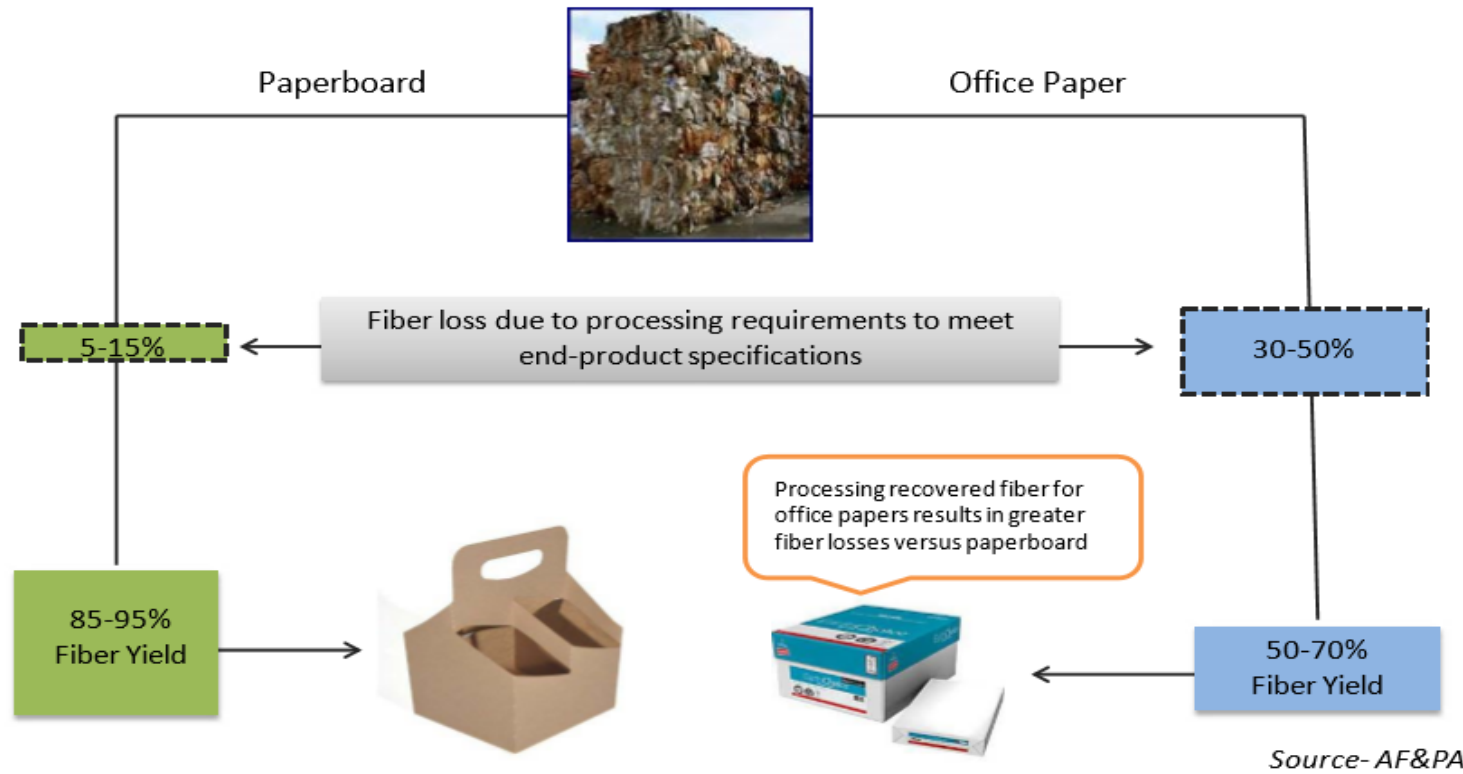 Paperboard
Office Paper
Fiber loss due to processing requirements to meet
end-product specifications
5-15%
30-50%
Processing recovered fiber for
office papers results in greater
fiber losses versus paperboard
85-95%
Fiber Yield
50-70%
Fiber Yield
Source- AF&PA